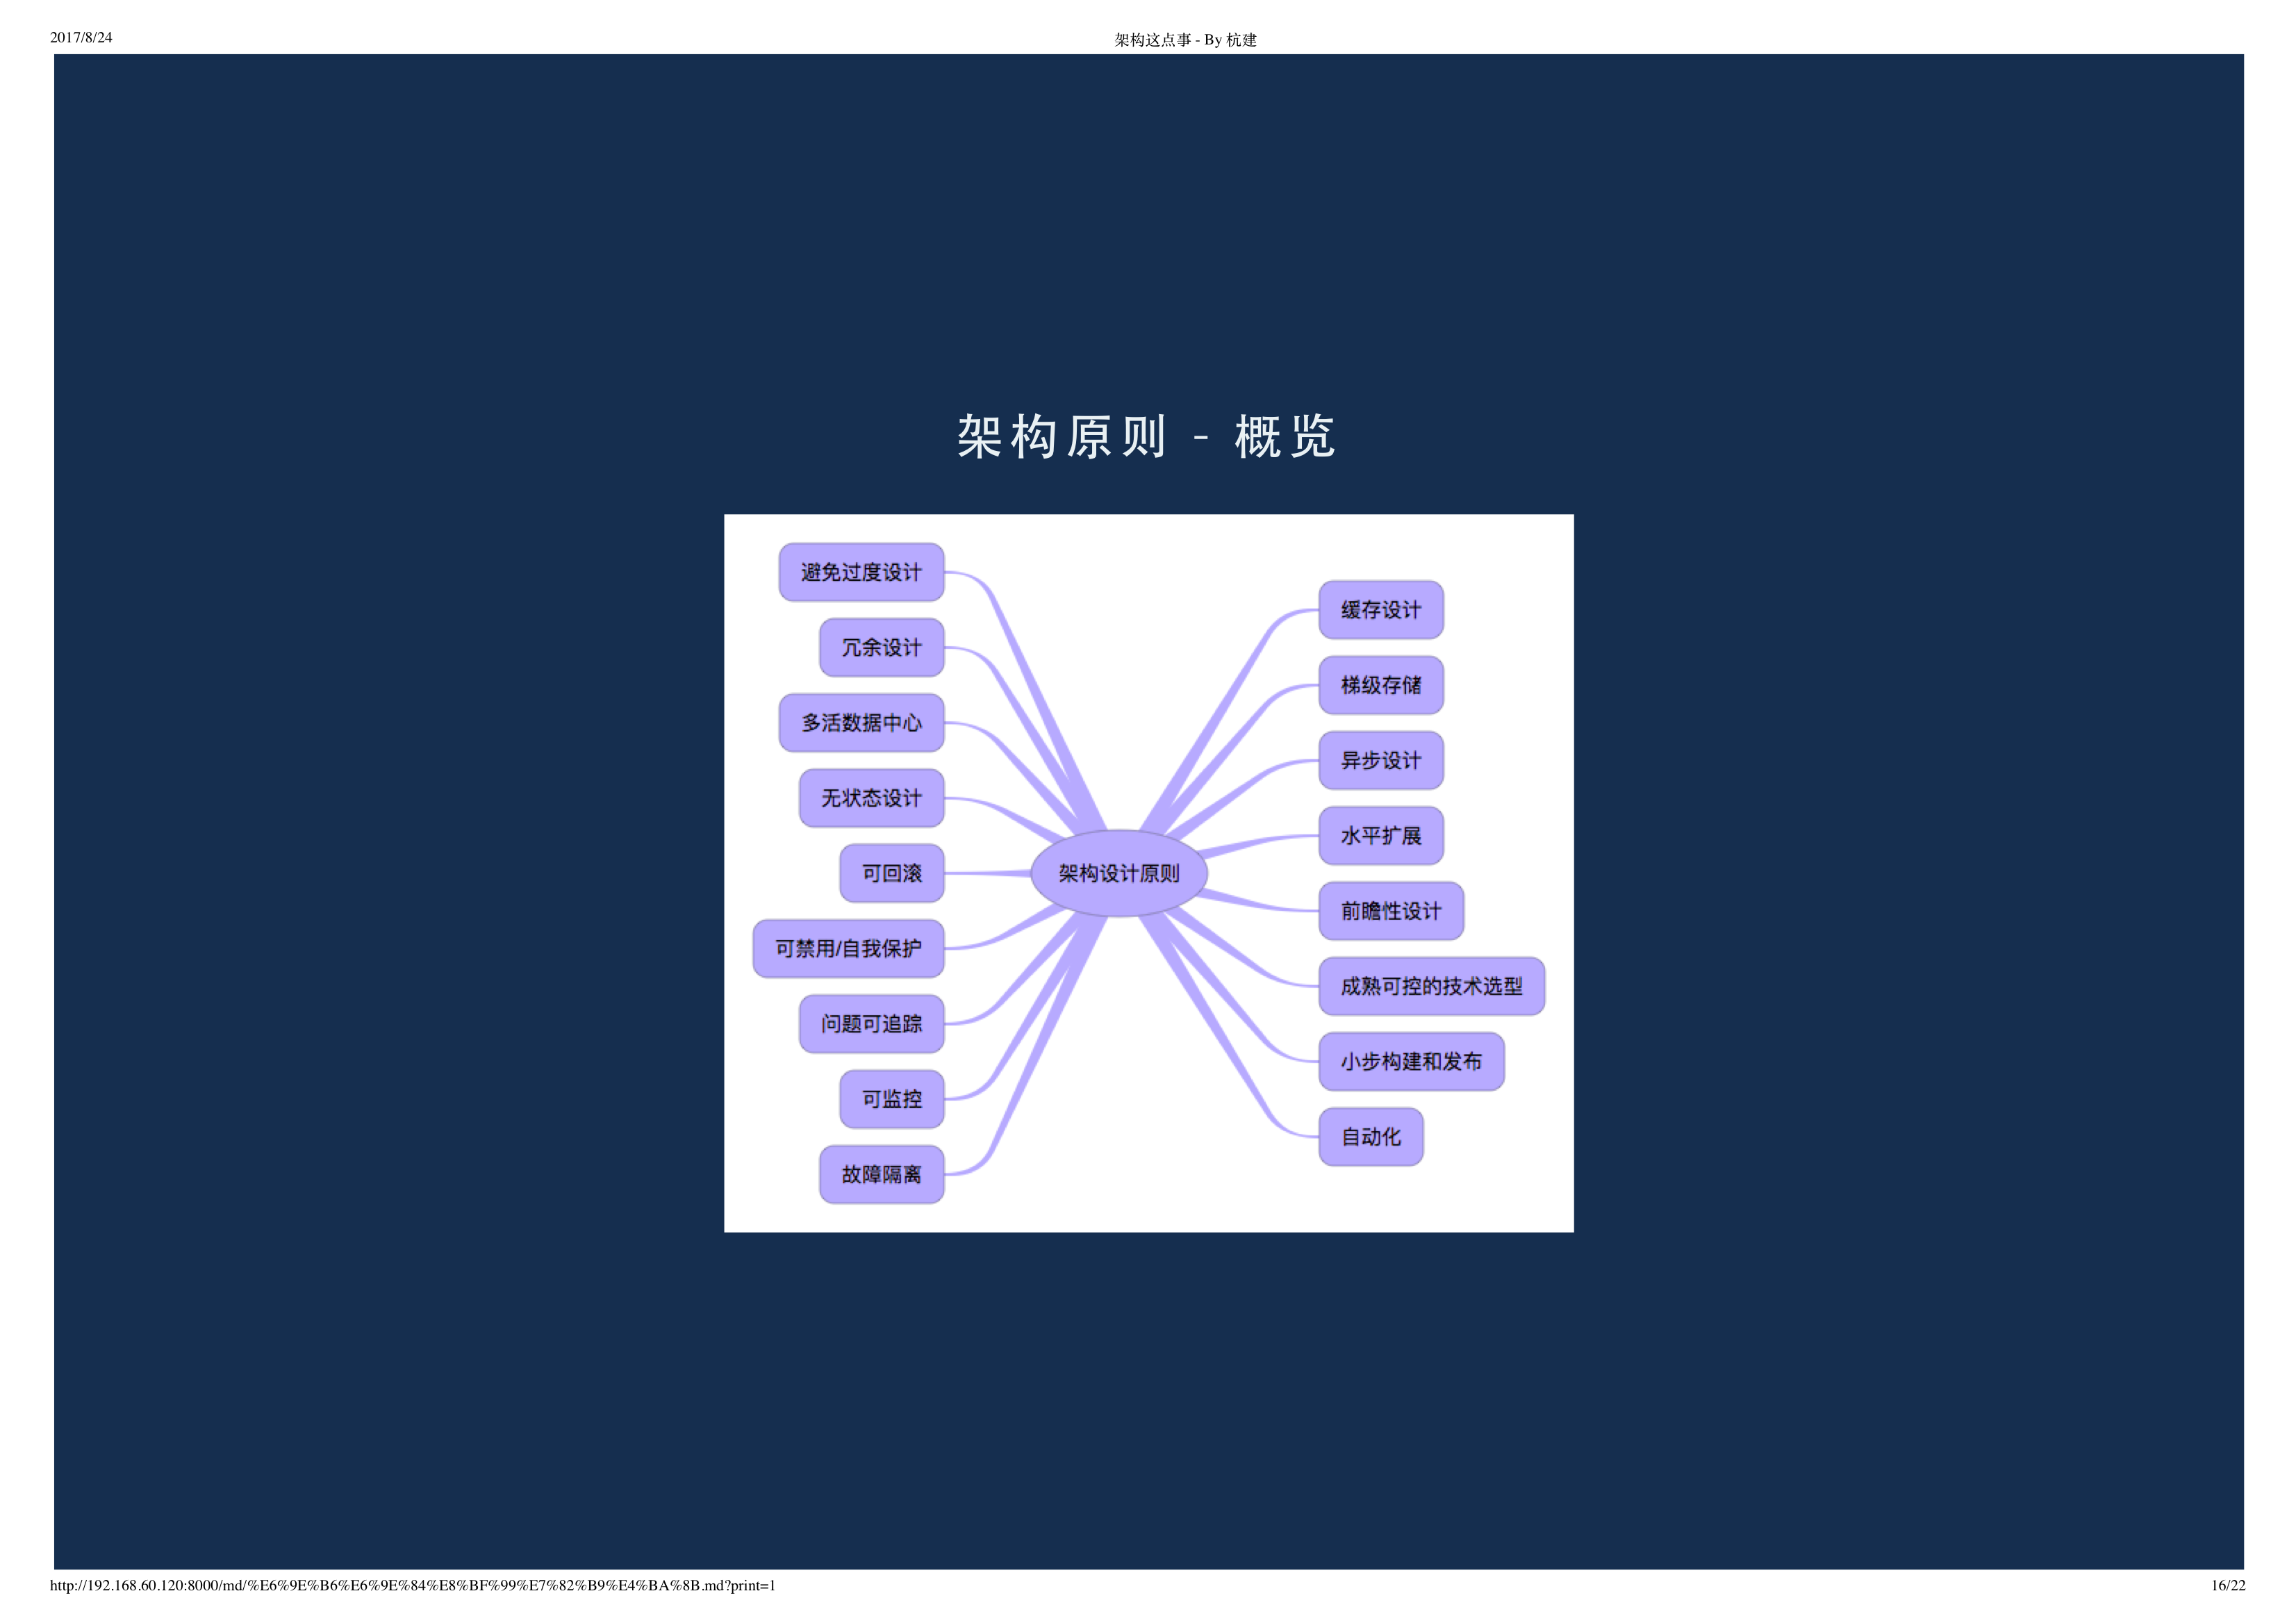 2017/8/24
架构这点事 - By 杭建
架构原则 - 概览
避免过度设计
冗余设计
多活数据中心
无状态设计
可回滚
可禁用/自我保护
问题可追踪
可监控
故障隔离
架构设计原则
缓存设计
梯级存储
异步设计
水平扩展
前瞻性设计
成熟可控的技术选型
小步构建和发布
自动化
http://192.168.60.120:8000/md/%E6%9E%B6%E6%9E%84%E8%BF%99%E7%82%B9%E4%BA%8B.md?print=1
16/22